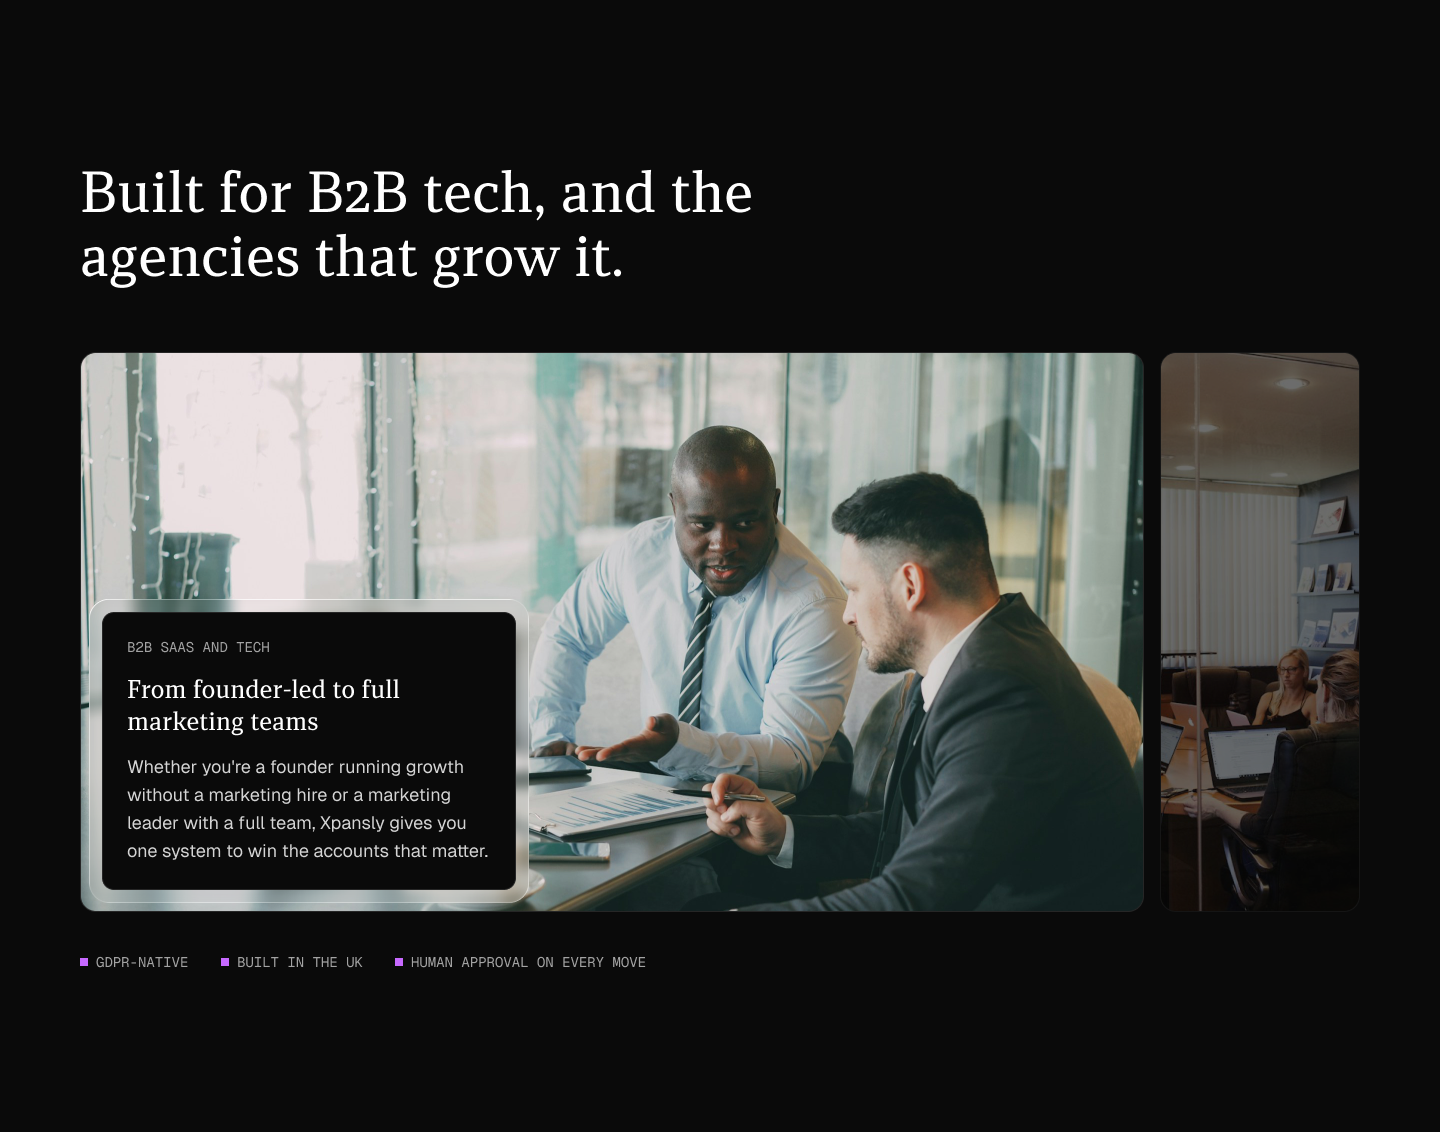 Built for B2B tech, and the
agencies that grow it.
B2B SAAS AND TECH
From founder-led to full
marketing teams
Whether you're a founder running growth
without a marketing hire or a marketing
leader with a full team, Xpansly gives you
one system to win the accounts that matter.
GDPR-NATIVE
BUILT IN THE UK
HUMAN APPROVAL ON EVERY MOVE